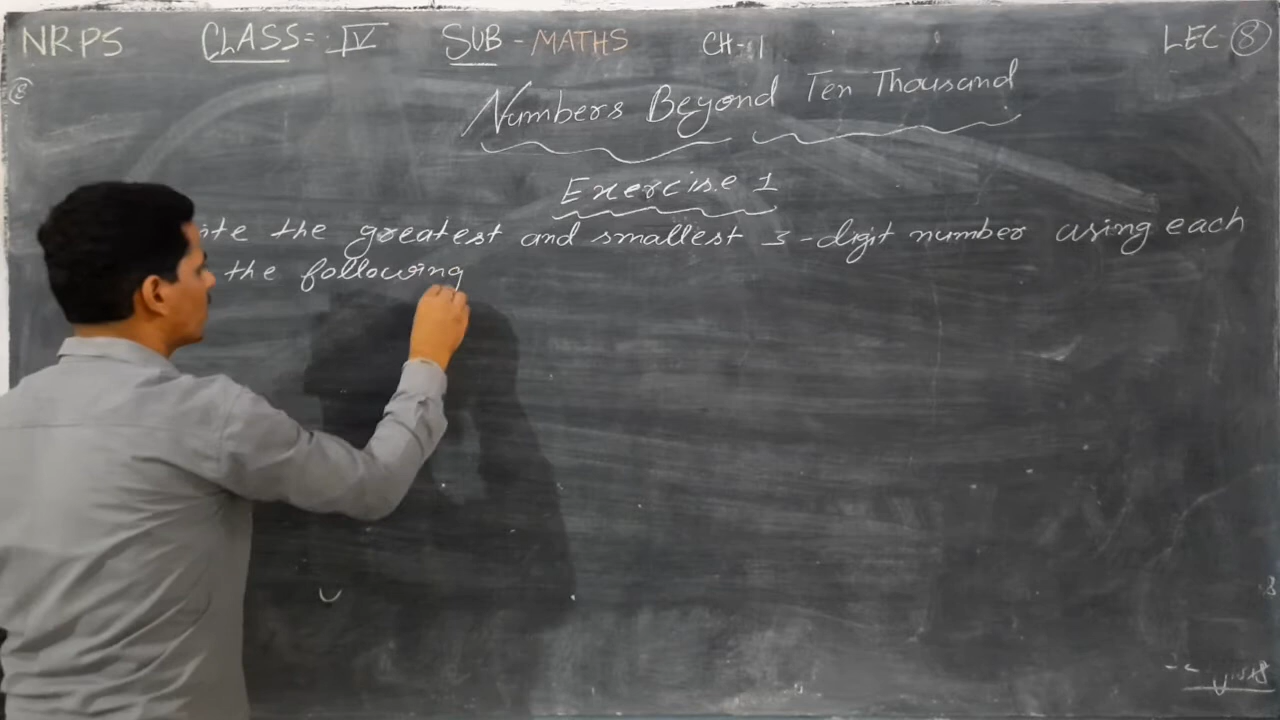 NRPS CLASS= IV SUB - MATHS CH-1 LEC 8
Numbers Beyond Ten Thousand
Exercise 1
ite the greatest and smallest 3-digit number using each
the following